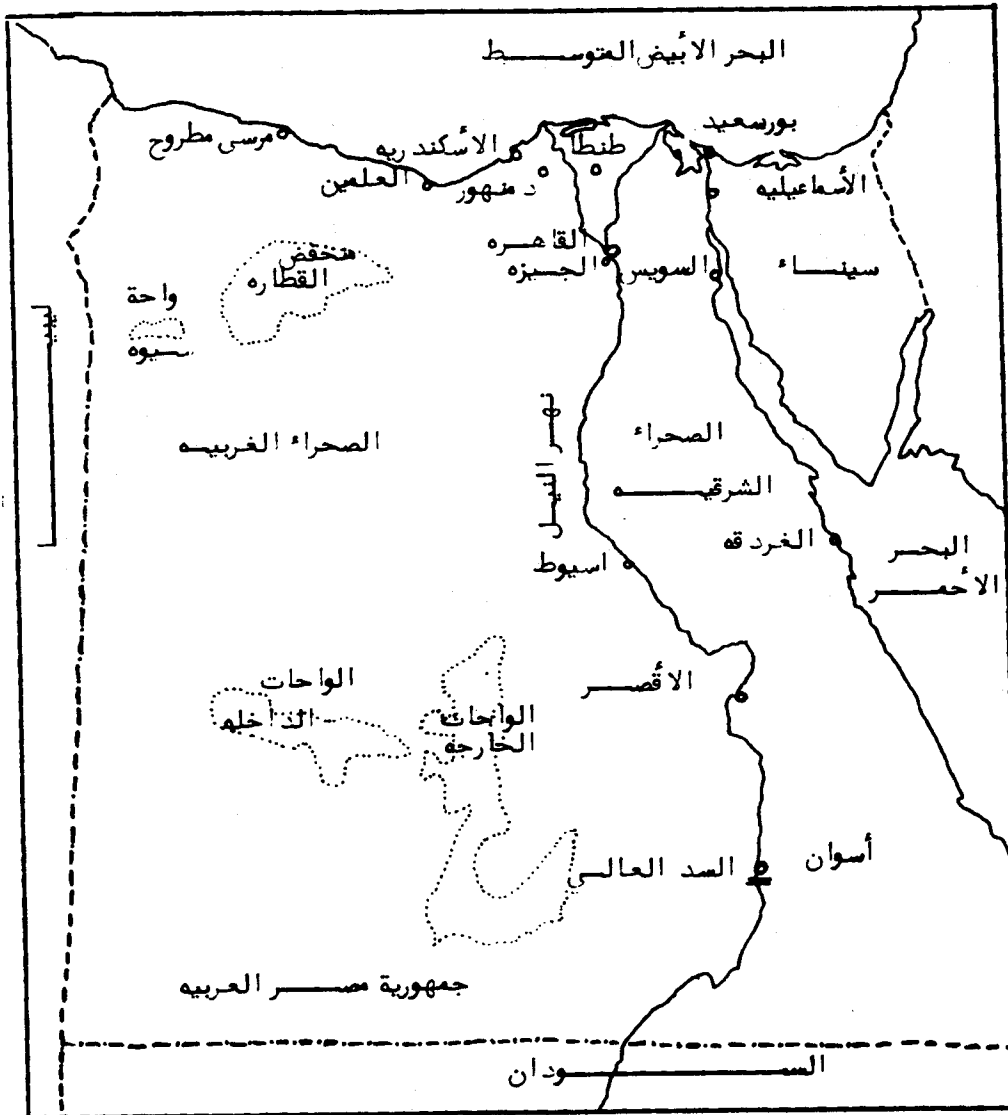 البحر الأبيض المتوسط
بورسعيد
مرسى مطروح
الأسكندريه
طنطا
العلمين
دمنهور
الأسماعيليه
القاهره
الجيزه
السويس
سيناء
منخفض
القطاره
واحة
سيوه
نهر النيل
الصحراء الغربيه
الصحراء
الشرقيه
الغردقه
البحر
الأحمر
اسيوط
الأقصر
الواحات
الداخله
الواحات
الخارجه
أسوان
السد العالي
جمهورية مصر العربيه
السودان